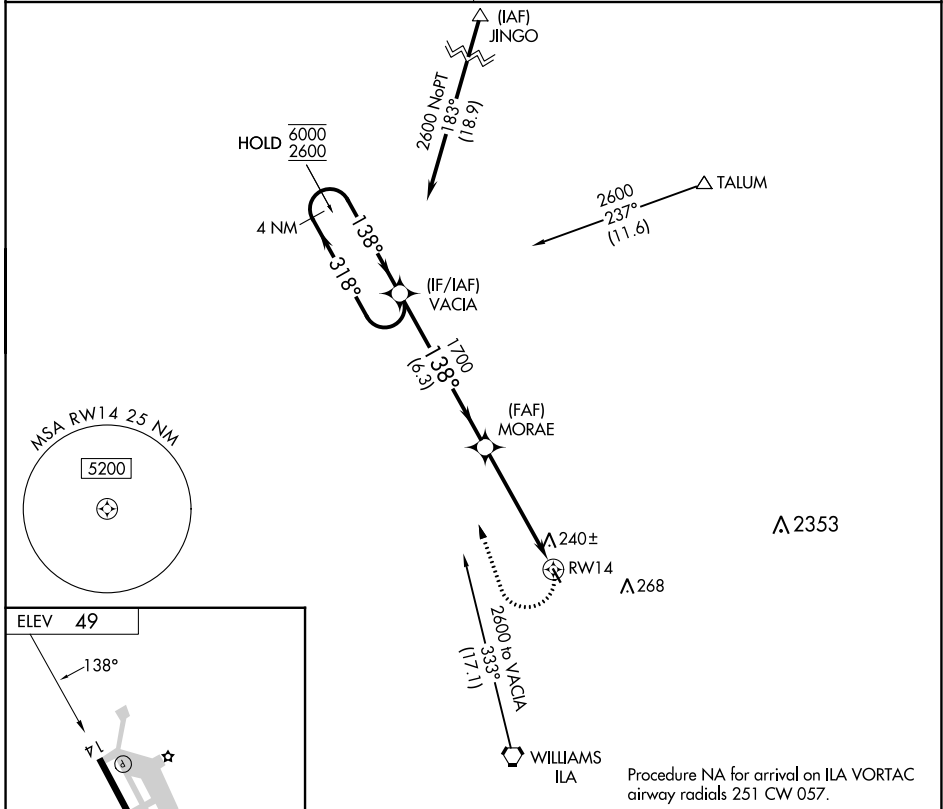 (IAF)
JINGO
2600 NoPT
183°
(18.9)
HOLD 6000
2600
TALUM
2600
237°
(11.6)
4 NM
138°
318°
(IF/IAF)
VACIA
1700
138°
(6.3)
(FAF)
MORAE
MSA RW14 25 NM
5200
240±
2353
RW14
268
2600 to VACIA
333°
(17.1)
ELEV 49
138°
14
P
WILLIAMS
ILA
Procedure NA for arrival on ILA VORTAC
airway radials 251 CW 057.